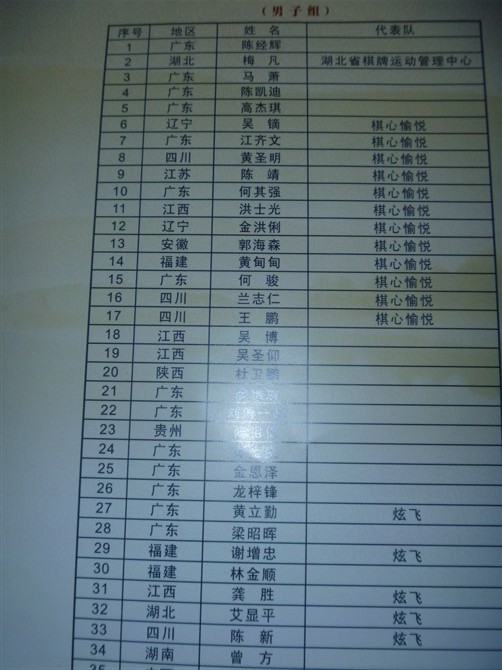 （男子组）
序号 地区 姓名 代表队
1 广东 陈经辉
2 湖北 梅凡 湖北省棋牌运动管理中心
3 广东 马萧
4 广东 陈凯迪
5 广东 高杰琪
6 辽宁 吴镝 棋心愉悦
7 广东 江齐文 棋心愉悦
8 四川 黄圣明 棋心愉悦
9 江苏 陈靖 棋心愉悦
10 广东 何其强 棋心愉悦
11 江西 洪士光 棋心愉悦
12 辽宁 金洪俐 棋心愉悦
13 安徽 郭海森 棋心愉悦
14 福建 黄甸甸 棋心愉悦
15 广东 何骏 棋心愉悦
16 四川 兰志仁 棋心愉悦
17 四川 王鹏 棋心愉悦
18 江西 吴博
19 江西 吴圣仰
20 陕西 杜卫鹏
21 广东
22 广东
23 贵州
24 广东
25 广东 金恩泽
26 广东 龙梓锋
27 广东 黄立勤 炫飞
28 广东 梁昭晖
29 福建 谢增忠 炫飞
30 福建 林金顺
31 江西 龚胜 炫飞
32 湖北 艾显平 炫飞
33 四川 陈新 炫飞
34 湖南 曾方